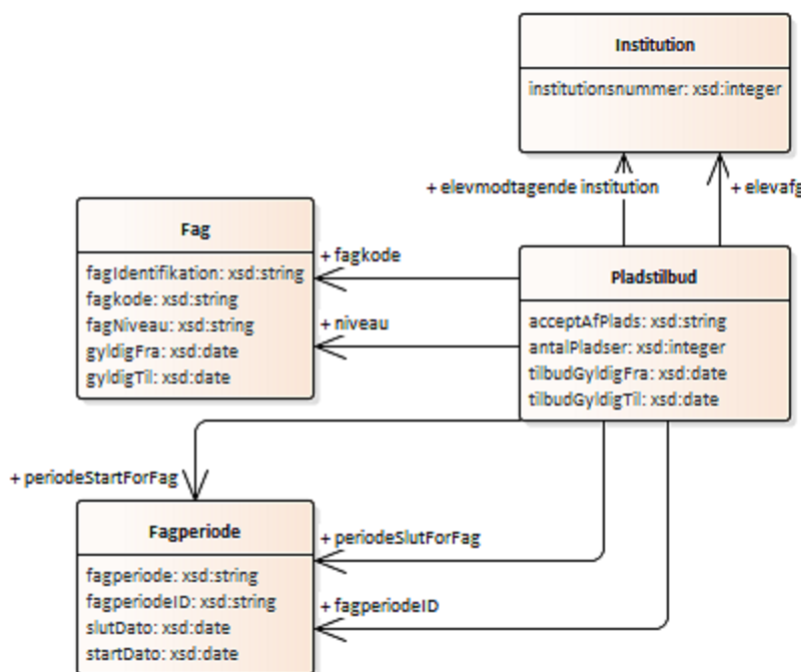 Institution
institutionsnummer: xsd:integer
+ elevmodtagende institution
+ elevafg
Fag
fagIdentifikation: xsd:string
fagkode: xsd:string
fagNiveau: xsd:string
gyldigFra: xsd:date
gyldigTil: xsd:date
+ fagkode
+ niveau
Pladstilbud
acceptAfPlads: xsd:string
antalPladser: xsd:integer
tilbudGyldigFra: xsd:date
tilbudGyldigTil: xsd:date
+ periodeStartForFag
Fagperiode
fagperiode: xsd:string
fagperiodeID: xsd:string
slutDato: xsd:date
startDato: xsd:date
+ periodeSlutForFag
+ fagperiodeID